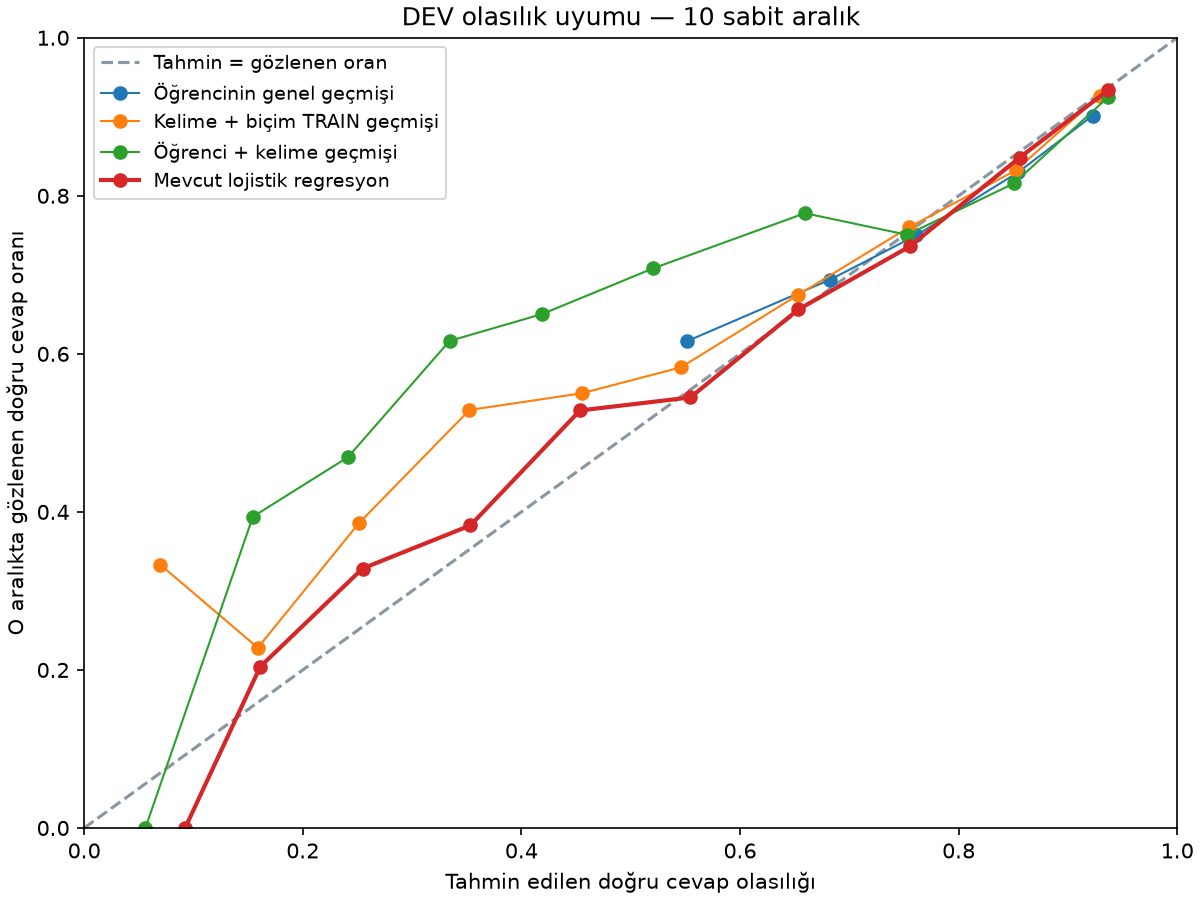 DEV olasılık uyumu — 10 sabit aralık
1.0
0.8
0.6
0.4
0.2
0.0
O aralıkta gözlenen doğru cevap oranı
Tahmin = gözlenen oran
Öğrencinin genel geçmişi
Kelime + biçim TRAIN geçmişi
Öğrenci + kelime geçmişi
Mevcut lojistik regresyon
0.0 0.2 0.4 0.6 0.8 1.0
Tahmin edilen doğru cevap olasılığı